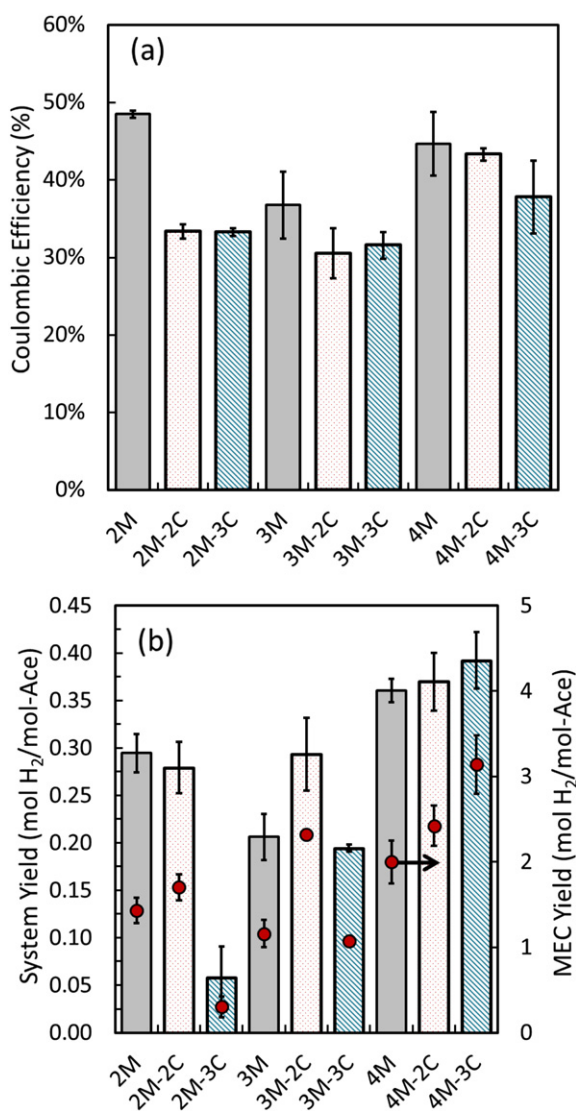 60%
50%
40%
30%
20%
10%
0%
Coulombic Efficiency (%)
(a)
2M
2M-2C
2M-3C
3M
3M-2C
3M-3C
4M
4M-2C
4M-3C
0.45
0.40
0.35
0.30
0.25
0.20
0.15
0.10
0.05
0.00
System Yield (mol H₂/mol-Ace)
(b)
5
4
3
2
1
0
MEC Yield (mol H₂/mol-Ace)
2M
2M-2C
2M-3C
3M
3M-2C
3M-3C
4M
4M-2C
4M-3C